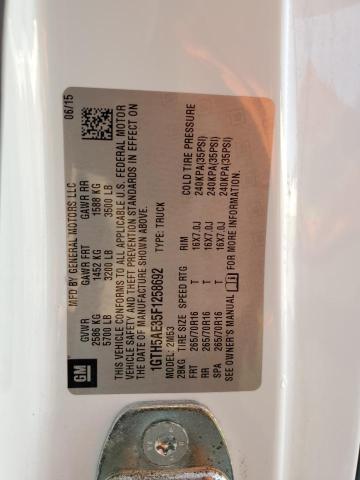 GM
MFD BY GENERAL MOTORS LLC
06/15
GVWR GAWR FRT GAWR RR
2586 KG 1452 KG 1588 KG
5700 LB 3200 LB 3500 LB
THIS VEHICLE CONFORMS TO ALL APPLICABLE U.S. FEDERAL MOTOR
VEHICLE SAFETY AND THEFT PREVENTION STANDARDS IN EFFECT ON
THE DATE OF MANUFACTURE SHOWN ABOVE.
1GTH5AE35F1258692 TYPE: TRUCK
MODEL: 2M53
2BKG TIRE SIZE SPEED RTG RIM COLD TIRE PRESSURE
FRT 265/70R16 T 16X7.0J 240KPA(35PSI)
RR 265/70R16 T 16X7.0J 240KPA(35PSI)
SPA 265/70R16 T 16X7.0J 240KPA(35PSI)
SEE OWNER'S MANUAL FOR MORE INFORMATION.